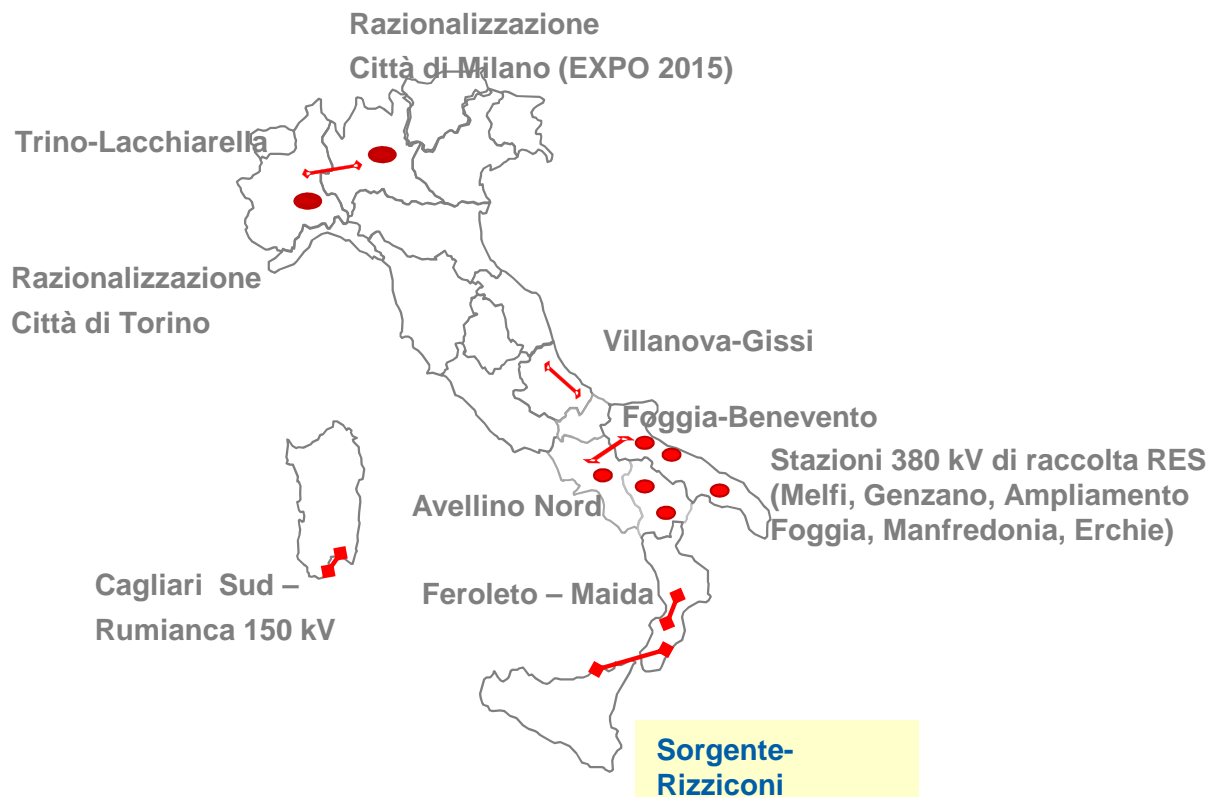 Razionalizzazione
Città di Milano (EXPO 2015)
Trino-Lacchiarella
Razionalizzazione
Città di Torino
Villanova-Gissi
Foggia-Benevento
Stazioni 380 kV di raccolta RES
(Melfi, Genzano, Ampliamento
Foggia, Manfredonia, Erchie)
Avellino Nord
Cagliari Sud –
Rumianca 150 kV
Feroleto – Maida
Sorgente-
Rizziconi